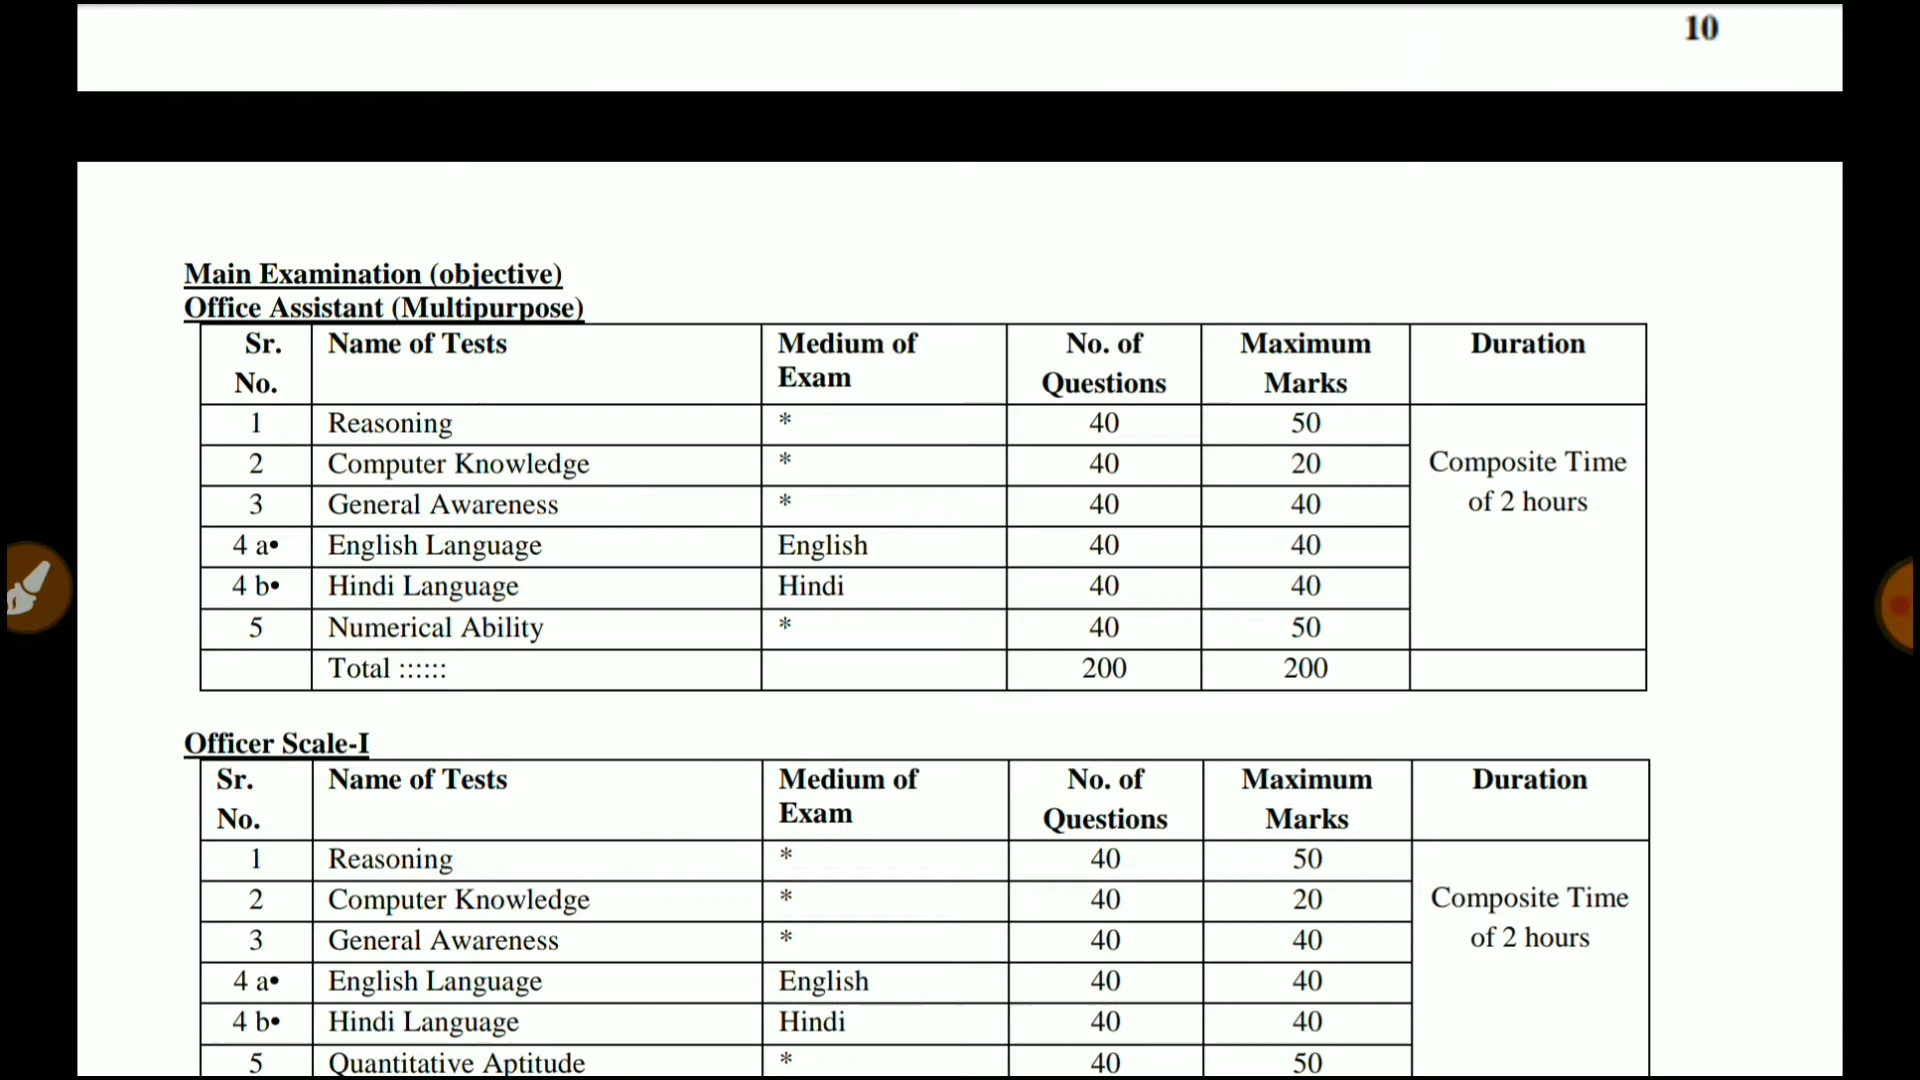 10
Main Examination (objective)
Office Assistant (Multipurpose)
Sr. No. Name of Tests Medium of Exam No. of Questions Maximum Marks Duration
1 Reasoning * 40 50 Composite Time of 2 hours
2 Computer Knowledge * 40 20
3 General Awareness * 40 40
4 a• English Language English 40 40
4 b• Hindi Language Hindi 40 40
5 Numerical Ability * 40 50
Total :::::: 200 200
Officer Scale-I
Sr. No. Name of Tests Medium of Exam No. of Questions Maximum Marks Duration
1 Reasoning * 40 50 Composite Time of 2 hours
2 Computer Knowledge * 40 20
3 General Awareness * 40 40
4 a• English Language English 40 40
4 b• Hindi Language Hindi 40 40
5 Quantitative Aptitude * 40 50